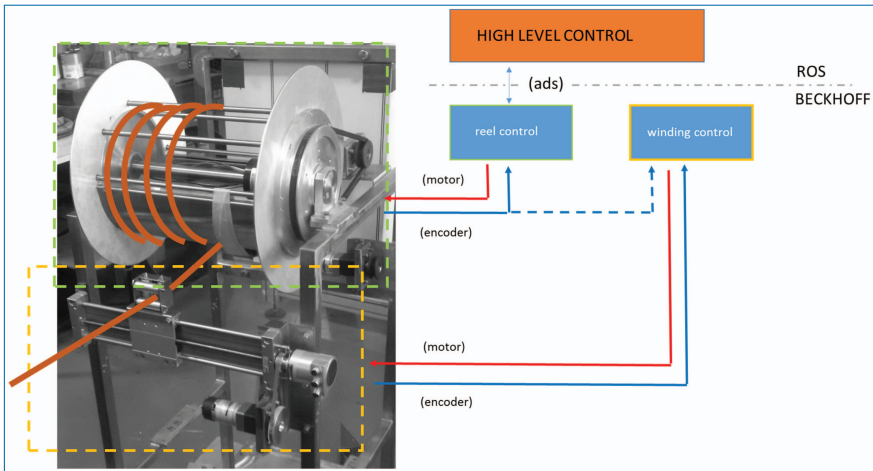 HIGH LEVEL CONTROL
(ads)
ROS
BECKHOFF
reel control
winding control
(motor)
(encoder)
(motor)
(encoder)